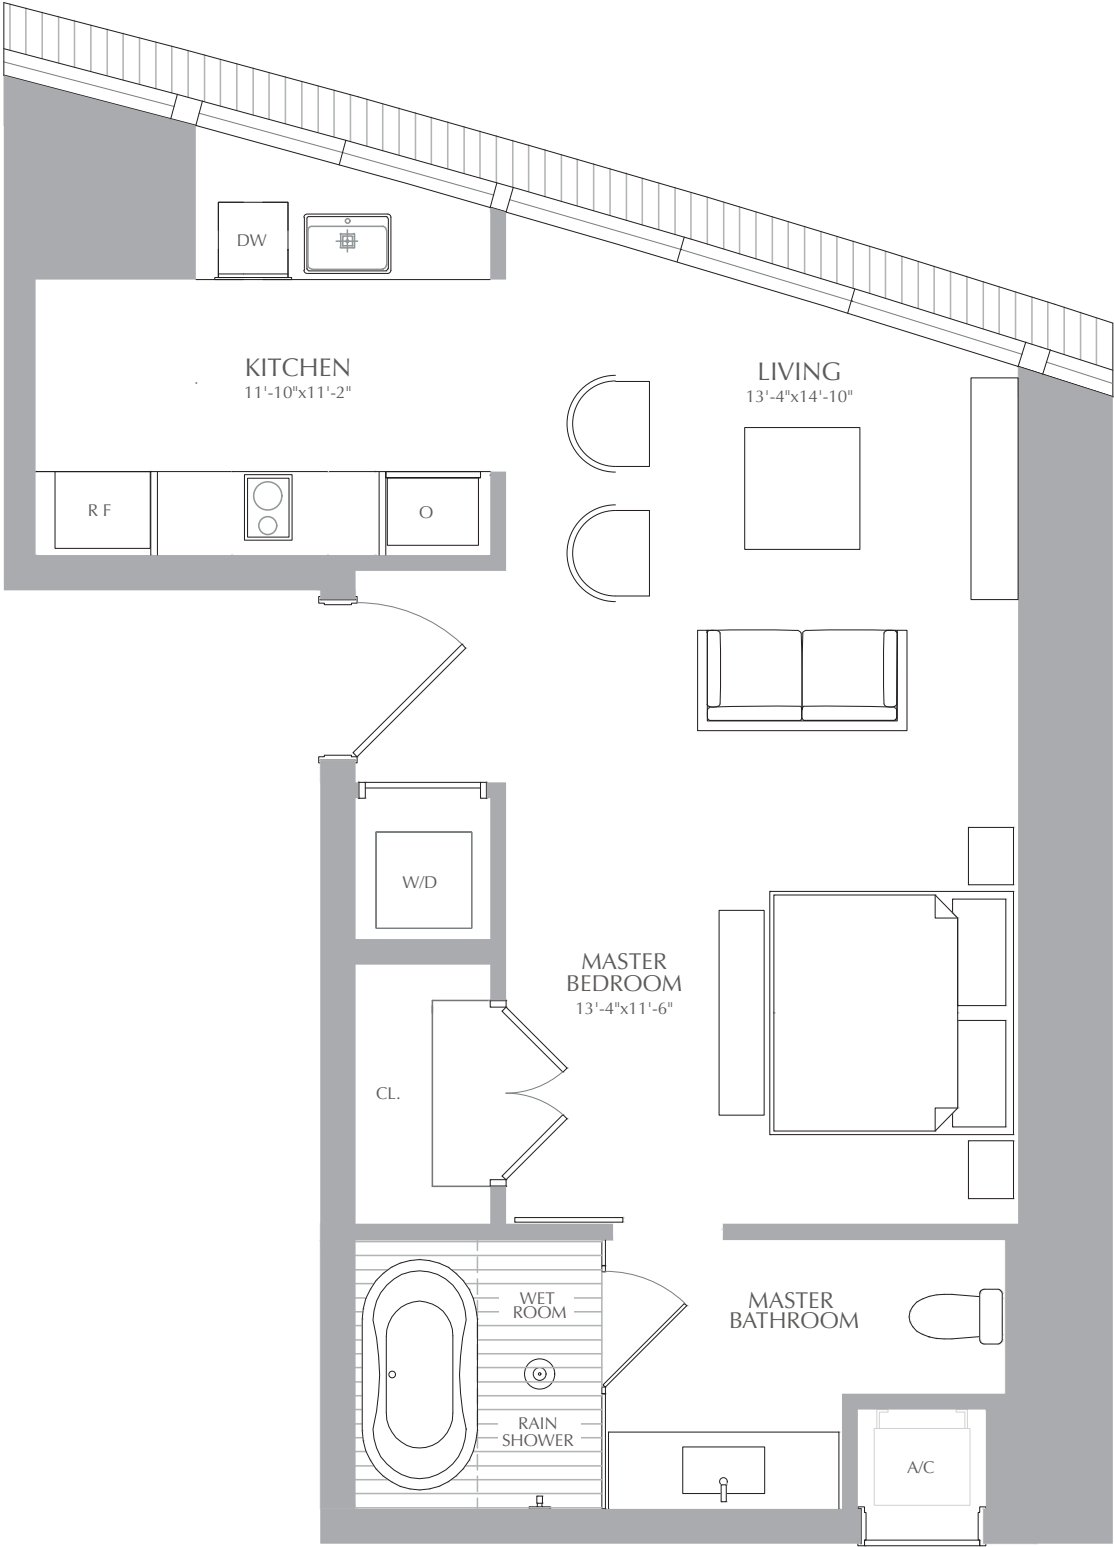 DW
KITCHEN
11'-10"x11'-2"
LIVING
13'-4"x14'-10"
R F
O
W/D
MASTER
BEDROOM
13'-4"x11'-6"
CL.
WET
ROOM
MASTER
BATHROOM
RAIN
SHOWER
A/C